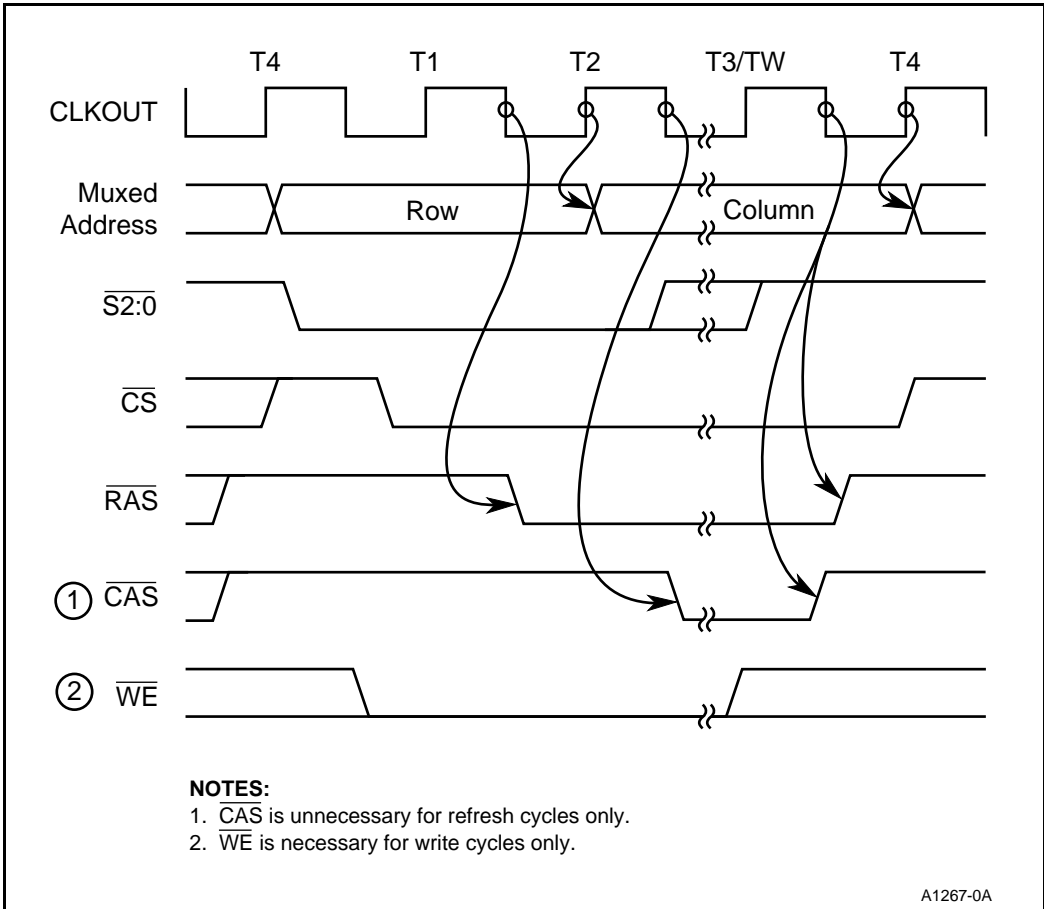 T4 T1 T2 T3/TW T4
CLKOUT
Muxed
Address
Row
Column
S2:0
CS
RAS
1 CAS
2 WE
NOTES:
1. CAS is unnecessary for refresh cycles only.
2. WE is necessary for write cycles only.
A1267-0A